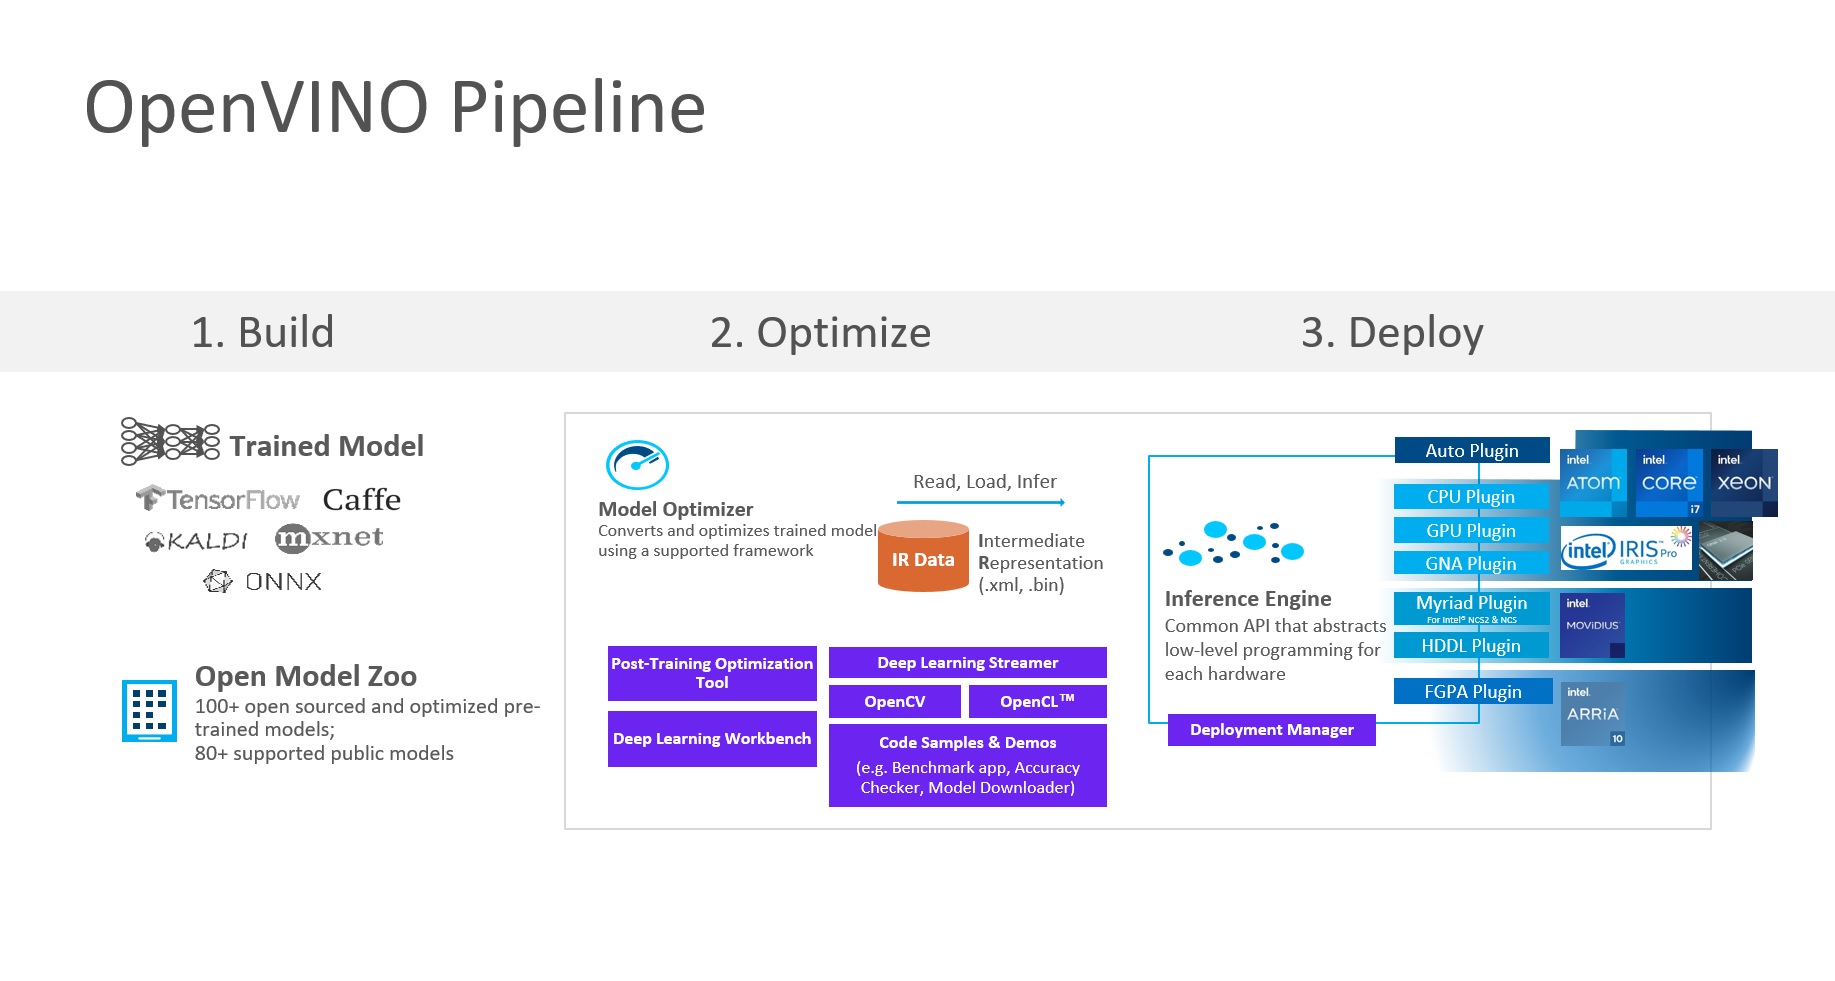 OpenVINO Pipeline
1. Build
2. Optimize
3. Deploy
Trained Model
TensorFlow
Caffe
KALDI
mxnet
ONNX
Open Model Zoo
100+ open sourced and optimized pre-
trained models;
80+ supported public models
Model Optimizer
Converts and optimizes trained model
using a supported framework
Read, Load, Infer
IR Data
Intermediate
Representation
(.xml, .bin)
Post-Training Optimization
Tool
Deep Learning Workbench
Deep Learning Streamer
OpenCV
OpenCL™
Code Samples & Demos
(e.g. Benchmark app, Accuracy
Checker, Model Downloader)
Inference Engine
Common API that abstracts
low-level programming for
each hardware
Deployment Manager
Auto Plugin
CPU Plugin
GPU Plugin
GNA Plugin
Myriad Plugin
For Intel® NCS2 & NCS
HDDL Plugin
FGPA Plugin
intel.
ATOM
intel.
CORE
i7
intel.
XEON
intel IRIS™ Pro
GRAPHICS
intel.
MOVIDIUS
intel.
ARRIA
10